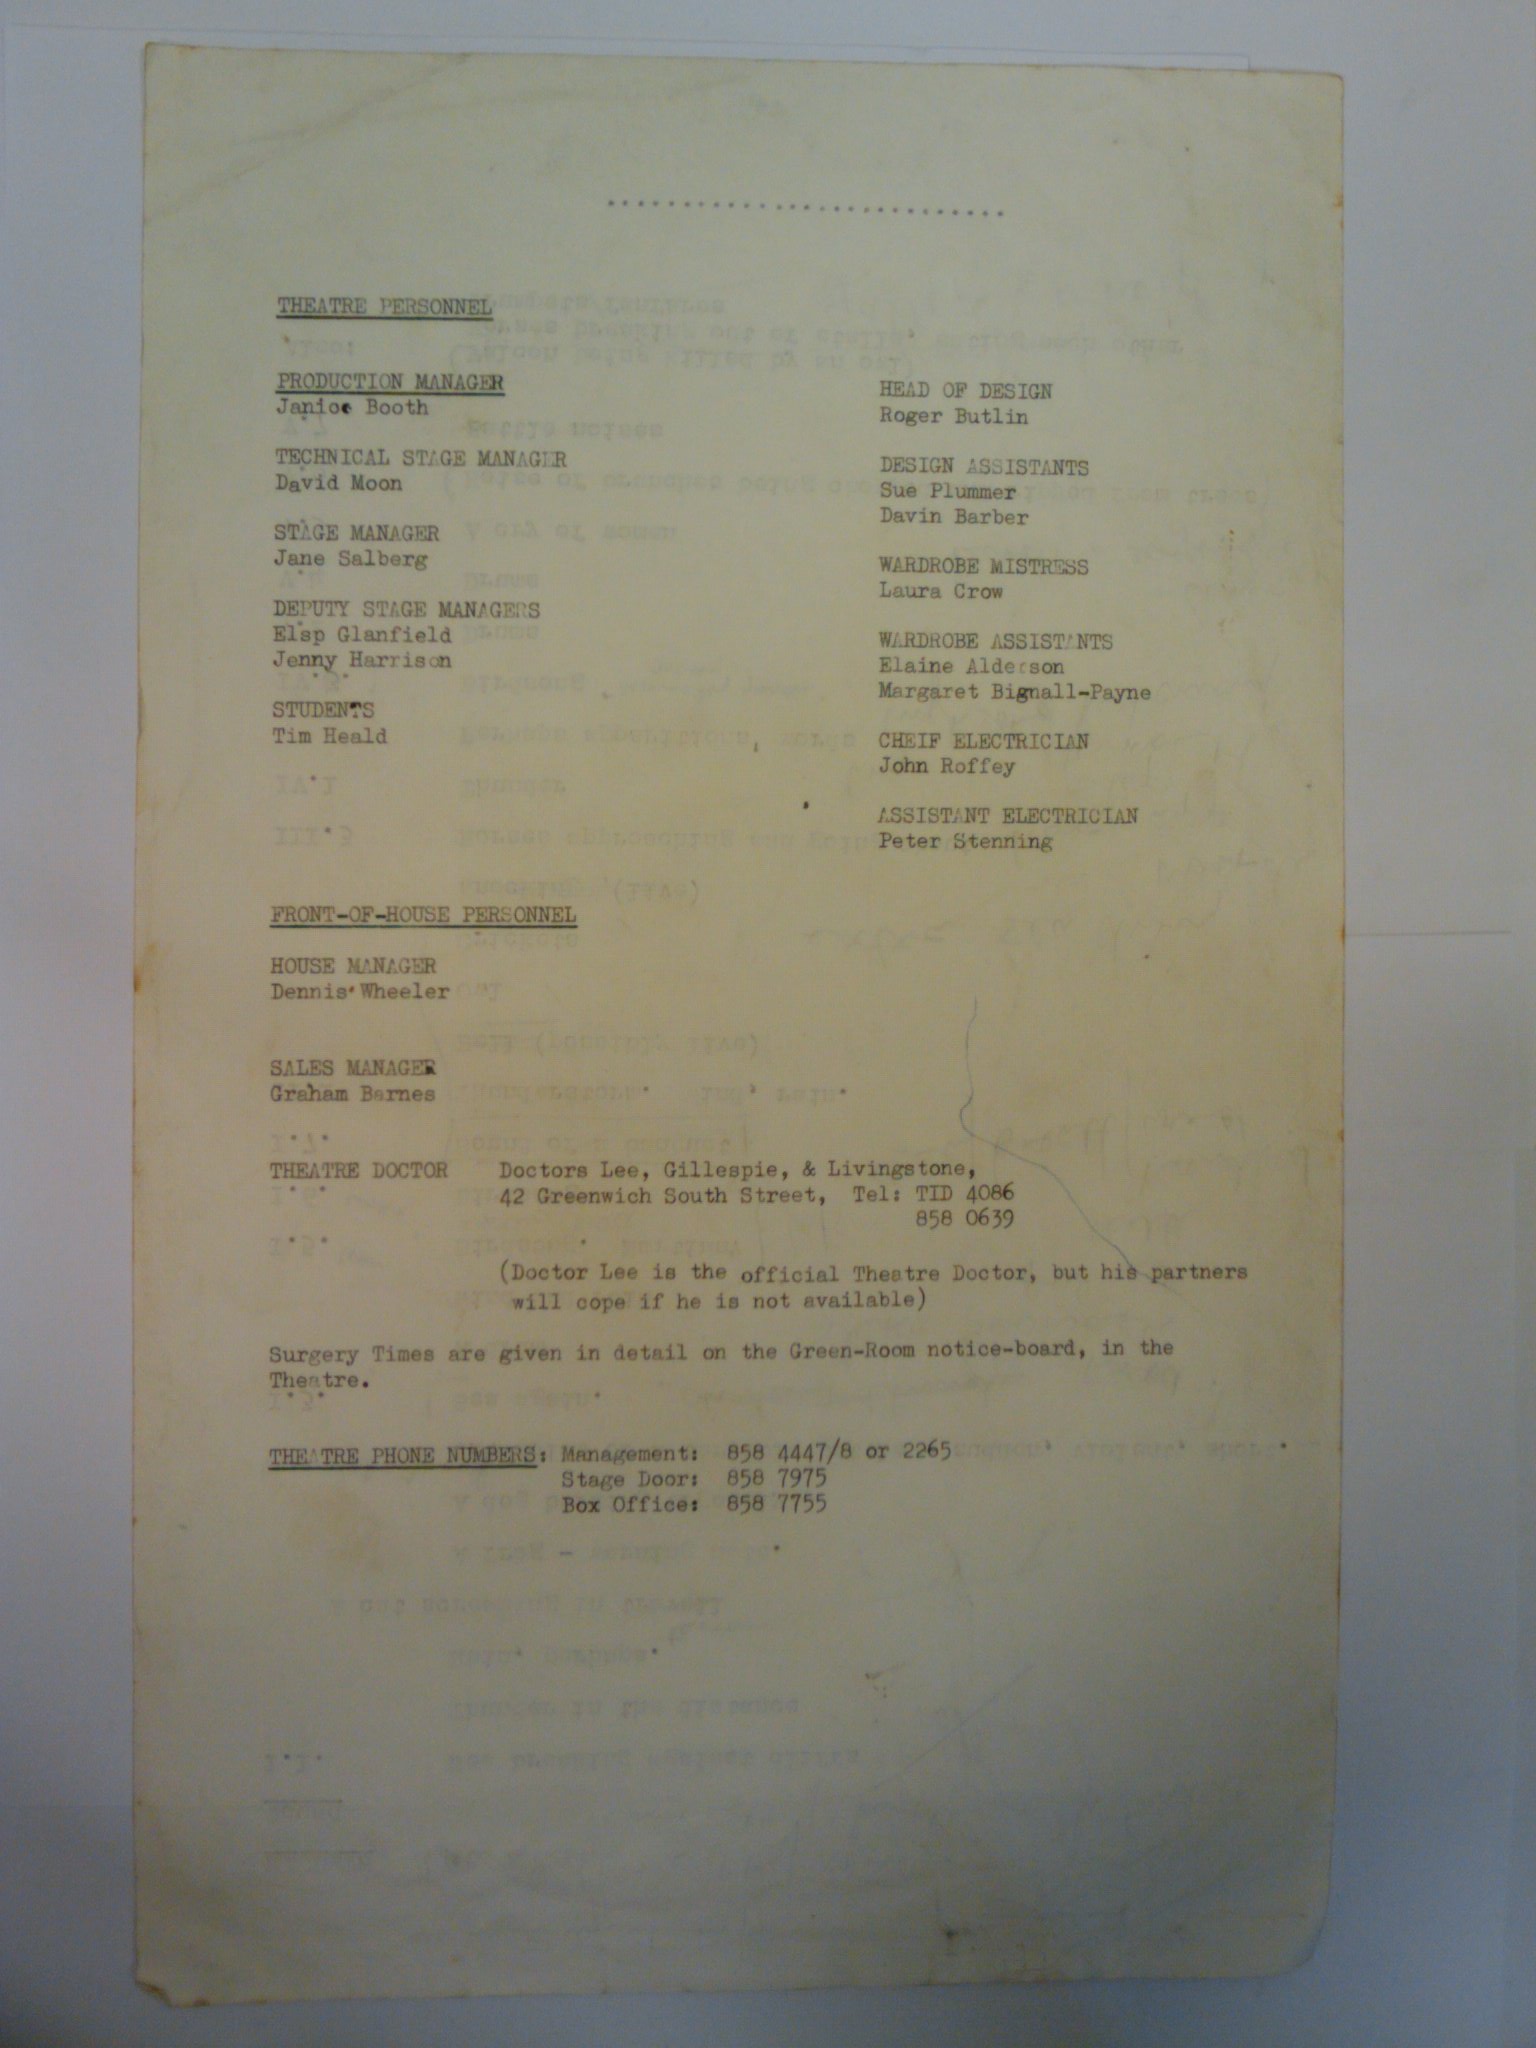 ..........................
THEATRE PERSONNEL
PRODUCTION MANAGER
Janice Booth
TECHNICAL STAGE MANAGER
David Moon
STAGE MANAGER
Jane Salberg
DEPUTY STAGE MANAGERS
Elsp Glanfield
Jenny Harrison
STUDENTS
Tim Heald
HEAD OF DESIGN
Roger Butlin
DESIGN ASSISTANTS
Sue Plummer
Davin Barber
WARDROBE MISTRESS
Laura Crow
WARDROBE ASSISTANTS
Elaine Alderson
Margaret Bignall-Payne
CHEIF ELECTRICIAN
John Roffey
ASSISTANT ELECTRICIAN
Peter Stenning
FRONT-OF-HOUSE PERSONNEL
HOUSE MANAGER
Dennis Wheeler
SALES MANAGER
Graham Barnes
THEATRE DOCTOR Doctors Lee, Gillespie, & Livingstone,
42 Greenwich South Street, Tel: TID 4086
858 0639
(Doctor Lee is the official Theatre Doctor, but his partners
will cope if he is not available)
Surgery Times are given in detail on the Green-Room notice-board, in the
Theatre.
THEATRE PHONE NUMBERS: Management: 858 4447/8 or 2265
Stage Door: 858 7975
Box Office: 858 7755